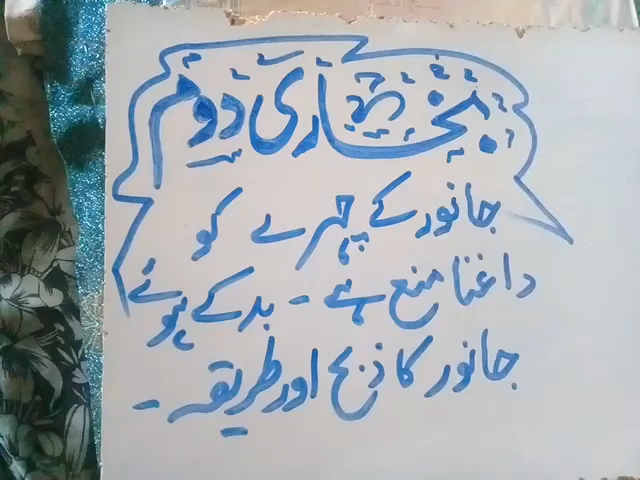 بخاری دوم
جانور کے چہرے کو
داغنا منع ہے - بدکے ہوئے
جانور کا ذبح اور طریقہ -